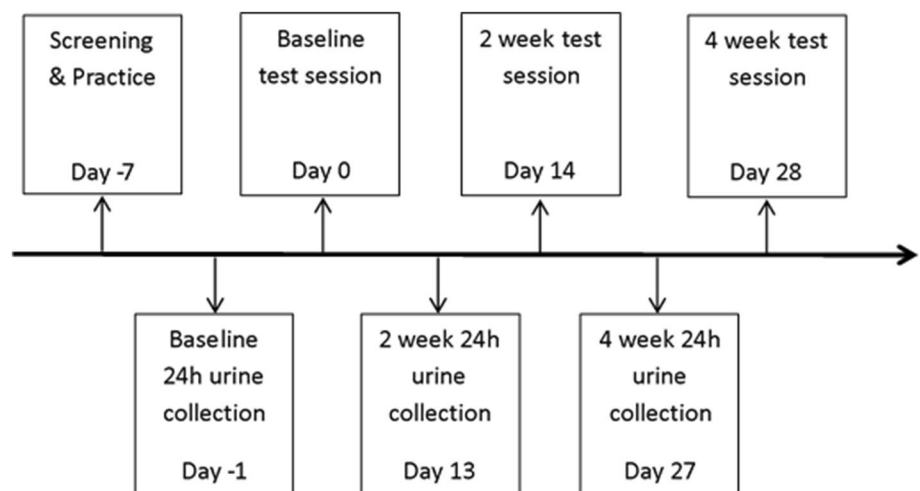 Screening
& Practice
Day -7
Baseline
test session
Day 0
2 week test
session
Day 14
4 week test
session
Day 28
Baseline
24h urine
collection
Day -1
2 week 24h
urine
collection
Day 13
4 week 24h
urine
collection
Day 27